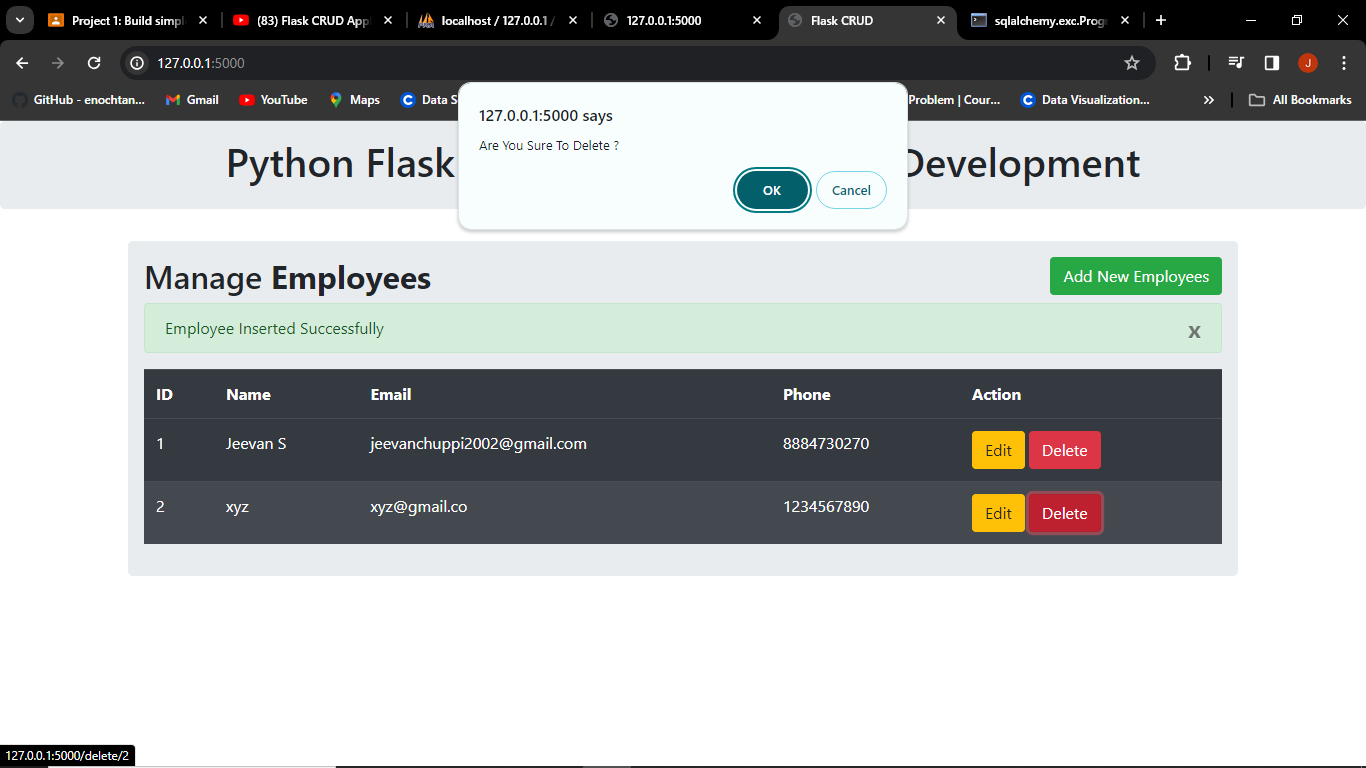 Project 1: Build simpl
(83) Flask CRUD Appl
localhost / 127.0.0.1 /
127.0.0.1:5000
Flask CRUD
sqlalchemy.exc.Progr
127.0.0.1:5000
J
GitHub - enochtan...
Gmail
YouTube
Maps
Data S
Problem | Cour...
Data Visualization...
»
All Bookmarks
127.0.0.1:5000 says
Are You Sure To Delete ?
OK
Cancel
Python Flask
Development
Manage Employees
Add New Employees
Employee Inserted Successfully
x
ID Name Email Phone Action
1 Jeevan S jeevanchuppi2002@gmail.com 8884730270 Edit Delete
2 xyz xyz@gmail.co 1234567890 Edit Delete
127.0.0.1:5000/delete/2